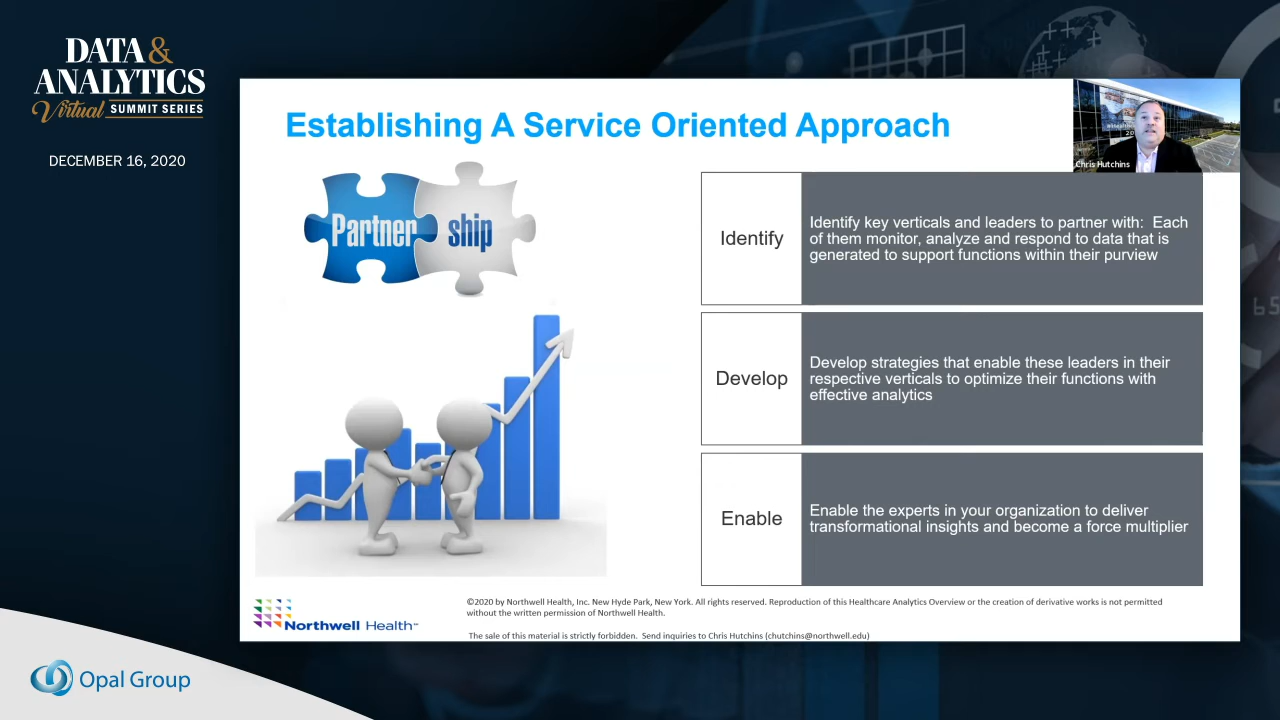 DATA &
ANALYTICS
Virtual SUMMIT SERIES
DECEMBER 16, 2020
Establishing A Service Oriented Approach
Chris Hutchins
Partner ship
Identify
Identify key verticals and leaders to partner with:  Each
of them monitor, analyze and respond to data that is
generated to support functions within their purview
Develop
Develop strategies that enable these leaders in their
respective verticals to optimize their functions with
effective analytics
Enable
Enable the experts in your organization to deliver
transformational insights and become a force multiplier
Northwell Health™
©2020 by Northwell Health, Inc. New Hyde Park, New York. All rights reserved. Reproduction of this Healthcare Analytics Overview or the creation of derivative works is not permitted
without the written permission of Northwell Health.
The sale of this material is strictly forbidden.  Send inquiries to Chris Hutchins (chutchins@northwell.edu)
Opal Group